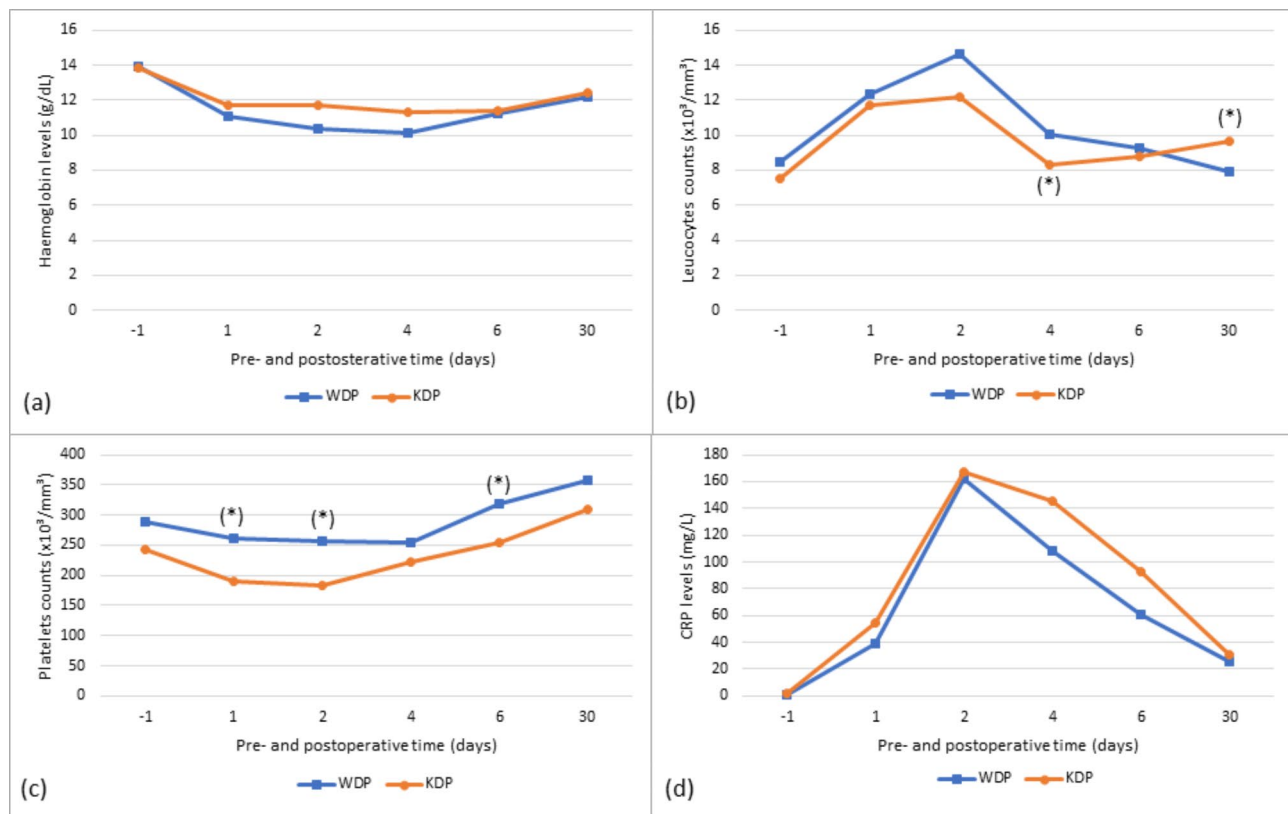 Haemoglobin levels (g/dL)
16
14
12
10
8
6
4
2
0
-1 1 2 4 6 30
Pre- and postosterative time (days)
WDP KDP
(a)
Leucocytes counts (x10³/mm³)
16
14
12
10
8
6
4
2
0
(*)
(*)
-1 1 2 4 6 30
Pre- and postoperative time (days)
WDP KDP
(b)
Platelets counts (x10³/mm³)
400
350
300
250
200
150
100
50
0
(*) (*) (*)
-1 1 2 4 6 30
Pre- and postoperative time (days)
WDP KDP
(c)
CRP levels (mg/L)
180
160
140
120
100
80
60
40
20
0
-1 1 2 4 6 30
Pre- and postoperative time (days)
WDP KDP
(d)